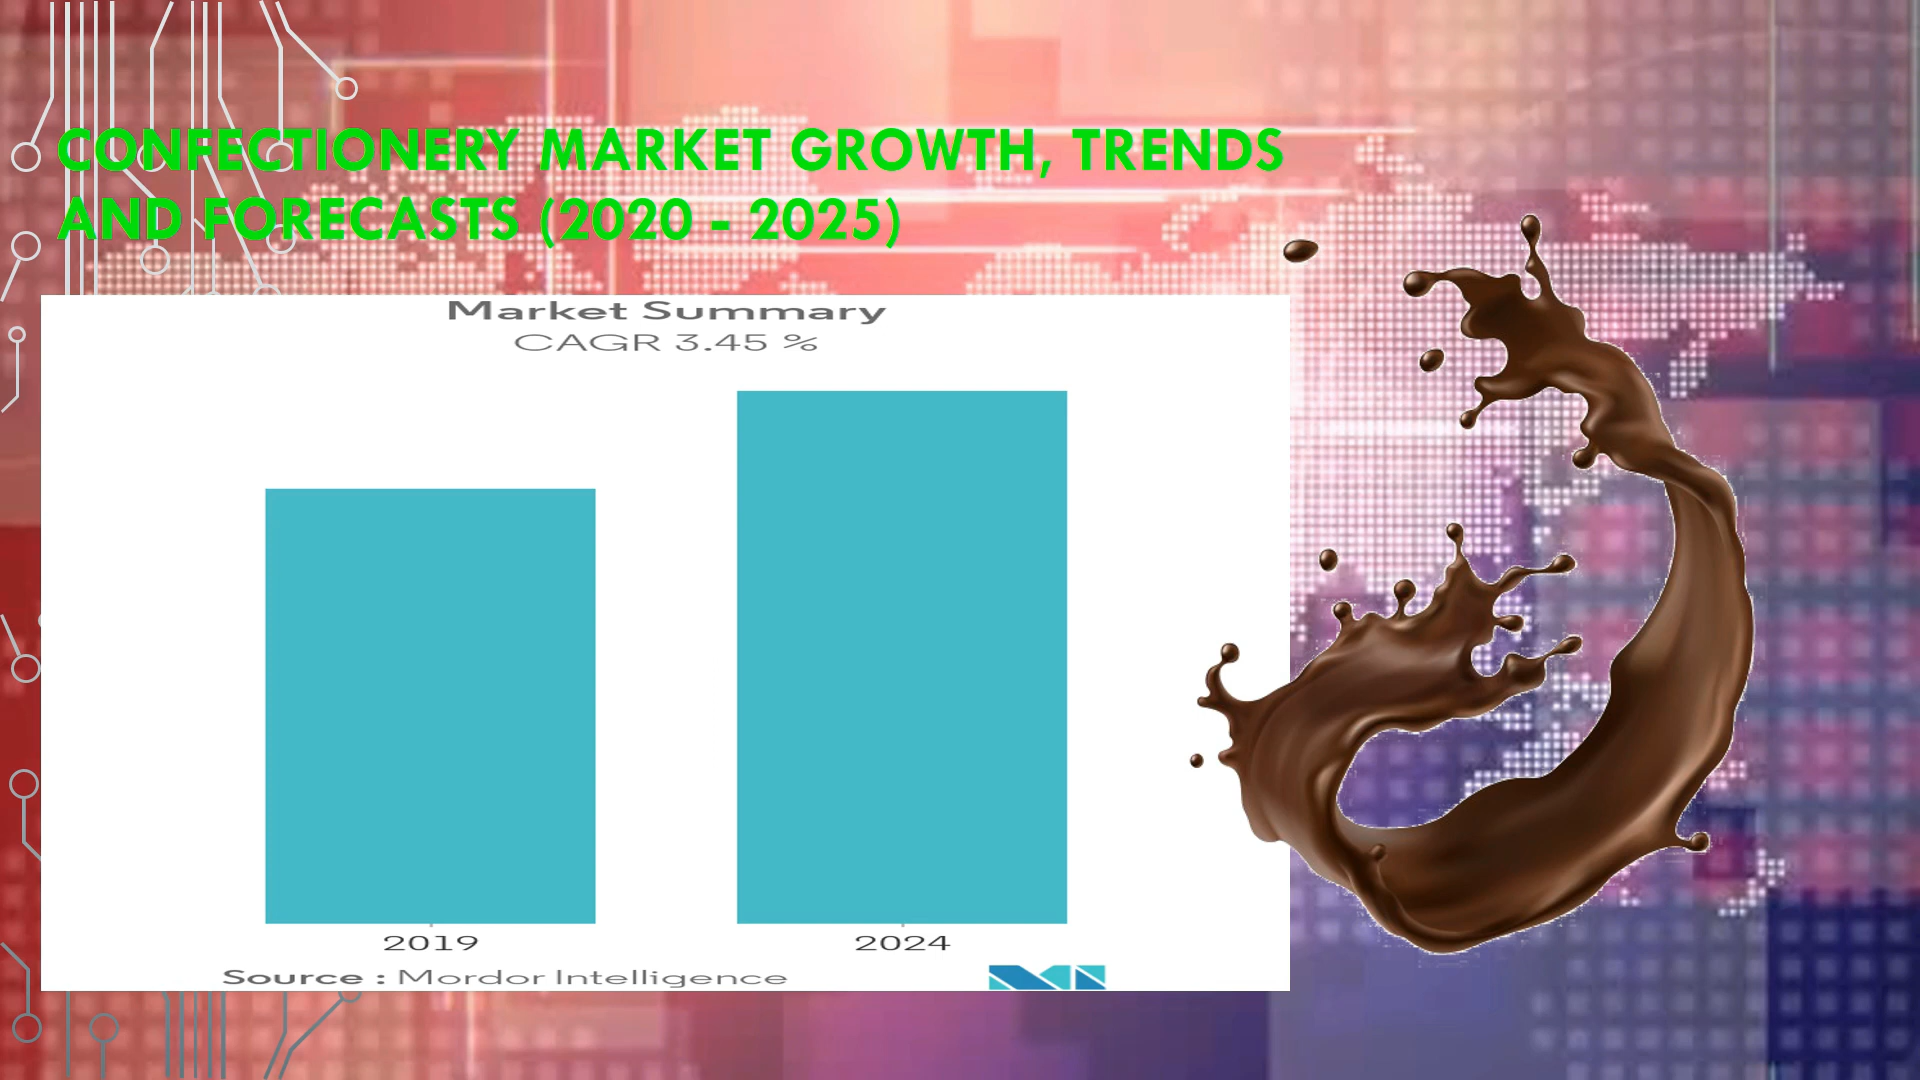 CONFECTIONERY MARKET GROWTH, TRENDS
AND FORECASTS (2020 - 2025)
Market Summary
CAGR 3.45 %
2019
2024
Source : Mordor Intelligence